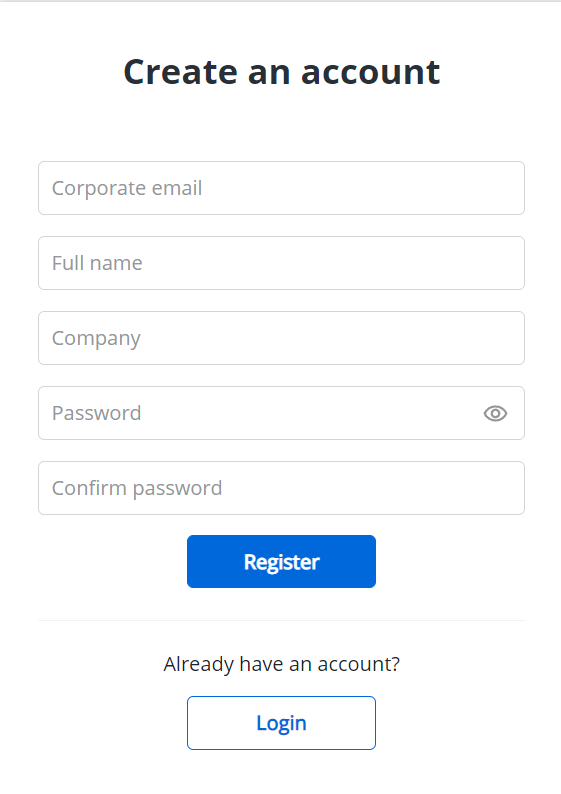 Create an account
Corporate email
Full name
Company
Password
Confirm password
Register
Already have an account?
Login